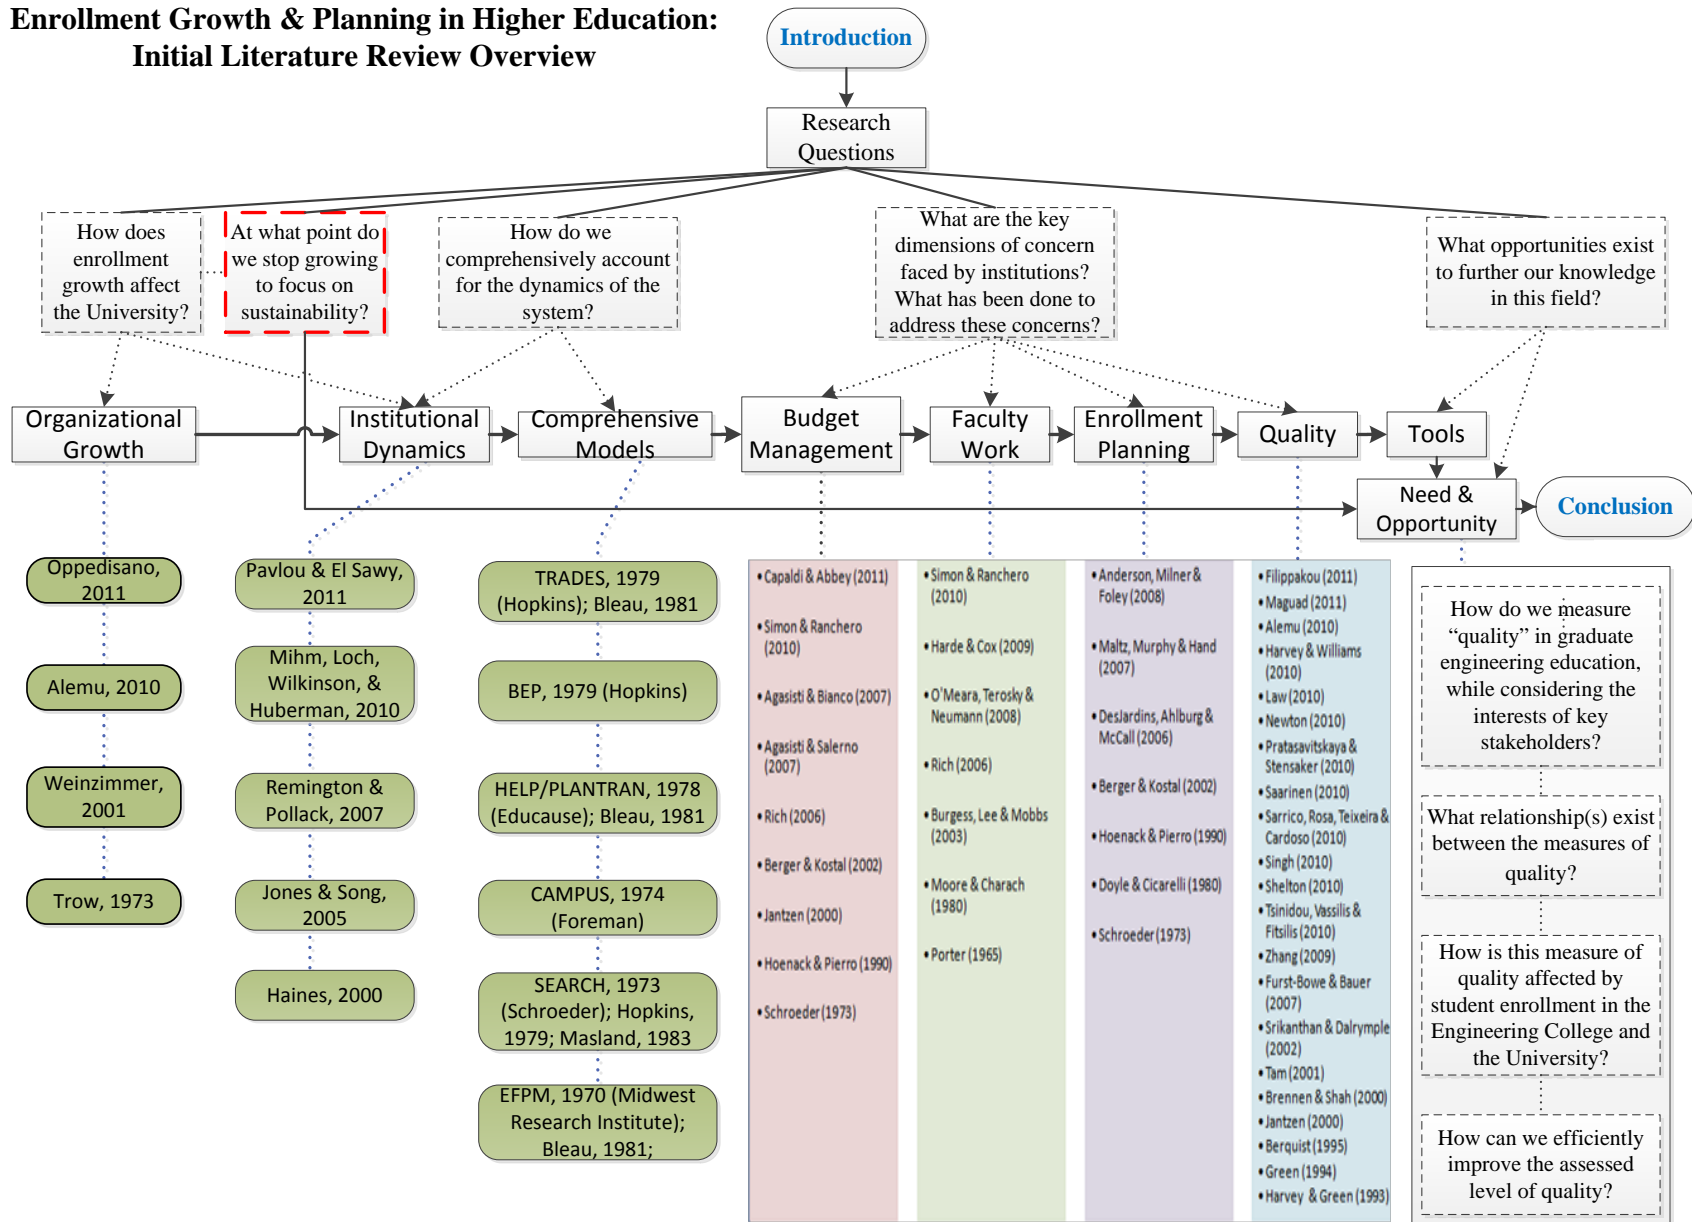 Enrollment Growth & Planning in Higher Education:
Initial Literature Review Overview
Introduction
Research
Questions
How does
enrollment
growth affect
the University?
At what point do
we stop growing
to focus on
sustainability?
How do we
comprehensively account
for the dynamics of the
system?
What are the key
dimensions of concern
faced by institutions?
What has been done to
address these concerns?
What opportunities exist
to further our knowledge
in this field?
Organizational
Growth
Institutional
Dynamics
Comprehensive
Models
Budget
Management
Faculty
Work
Enrollment
Planning
Quality
Tools
Need &
Opportunity
Conclusion
Oppedisano,
2011
Alemu, 2010
Weinzimmer,
2001
Trow, 1973
Pavlou & El Sawy,
2011
Mihm, Loch,
Wilkinson, &
Huberman, 2010
Remington &
Pollack, 2007
Jones & Song,
2005
Haines, 2000
TRADES, 1979
(Hopkins); Bleau, 1981
BEP, 1979 (Hopkins)
HELP/PLANTRAN, 1978
(Educause); Bleau, 1981
CAMPUS, 1974
(Foreman)
SEARCH, 1973
(Schroeder); Hopkins,
1979; Masland, 1983
EFPM, 1970 (Midwest
Research Institute);
Bleau, 1981;
• Capaldi & Abbey (2011)
• Simon & Ranchero
(2010)
• Agasisti & Bianco (2007)
• Agasisti & Salerno
(2007)
• Rich (2006)
• Berger & Kostal (2002)
• Jantzen (2000)
• Hoenack & Pierro (1990)
• Schroeder (1973)
• Simon & Ranchero
(2010)
• Harde & Cox (2009)
• O'Meara, Terosky &
Neumann (2008)
• Rich (2006)
• Burgess, Lee & Mobbs
(2003)
• Moore & Charach
(1980)
• Porter (1965)
• Anderson, Milner &
Foley (2008)
• Maltz, Murphy & Hand
(2007)
• DesJardins, Ahlburg &
McCall (2006)
• Berger & Kostal (2002)
• Hoenack & Pierro (1990)
• Doyle & Cicarelli (1980)
• Schroeder (1973)
• Filippakou (2011)
• Maguad (2011)
• Alemu (2010)
• Harvey & Williams
(2010)
• Law (2010)
• Newton (2010)
• Pratasavitskaya &
Stensaker (2010)
• Saarinen (2010)
• Sarrico, Rosa, Teixeira &
Cardoso (2010)
• Singh (2010)
• Shelton (2010)
• Tsinidou, Vassilis &
Fitsilis (2010)
• Zhang (2009)
• Furst-Bowe & Bauer
(2007)
• Srikanthan & Dalrymple
(2002)
• Tam (2001)
• Brennen & Shah (2000)
• Jantzen (2000)
• Berquist (1995)
• Green (1994)
• Harvey & Green (1993)
How do we measure
“quality” in graduate
engineering education,
while considering the
interests of key
stakeholders?
What relationship(s) exist
between the measures of
quality?
How is this measure of
quality affected by
student enrollment in the
Engineering College and
the University?
How can we efficiently
improve the assessed
level of quality?